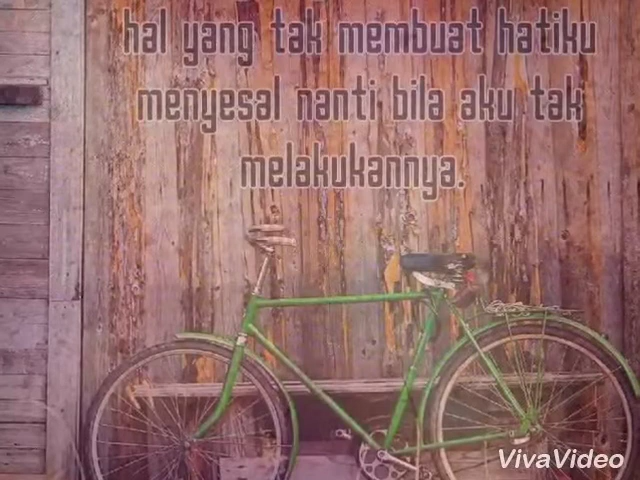 hal yang tak membuat hatiku
menyesal nanti bila aku tak
melakukannya.
VivaVideo